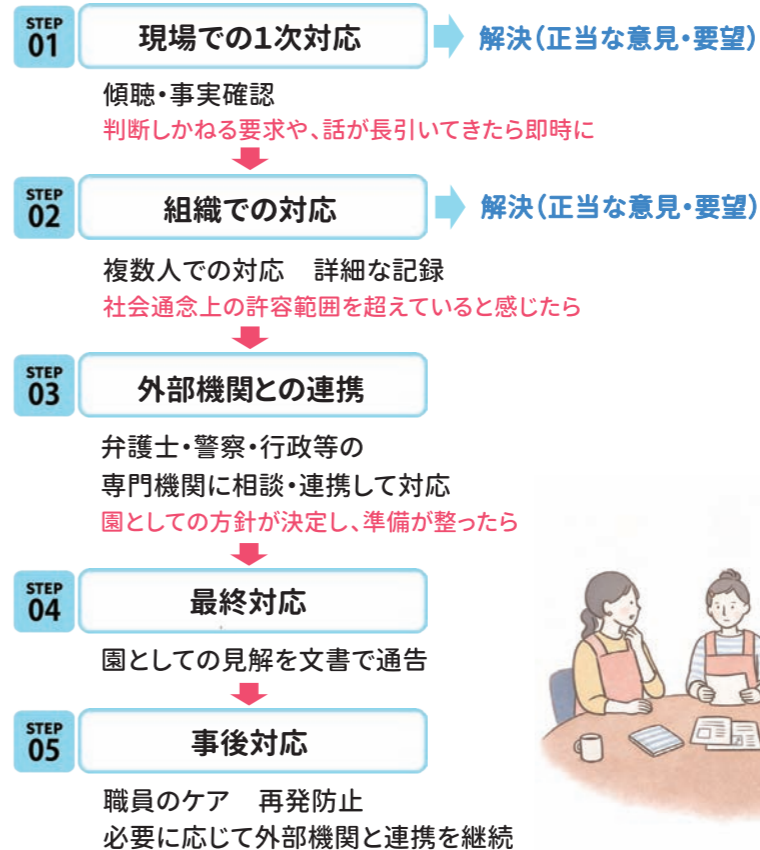 STEP 01 現場での1次対応 解決(正当な意見・要望)
傾聴・事実確認
判断しかねる要求や、話が長引いてきたら即時に
STEP 02 組織での対応 解決(正当な意見・要望)
複数人での対応 詳細な記録
社会通念上の許容範囲を超えていると感じたら
STEP 03 外部機関との連携
弁護士・警察・行政等の
専門機関に相談・連携して対応
園としての方針が決定し、準備が整ったら
STEP 04 最終対応
園としての見解を文書で通告
STEP 05 事後対応
職員のケア 再発防止
必要に応じて外部機関と連携を継続